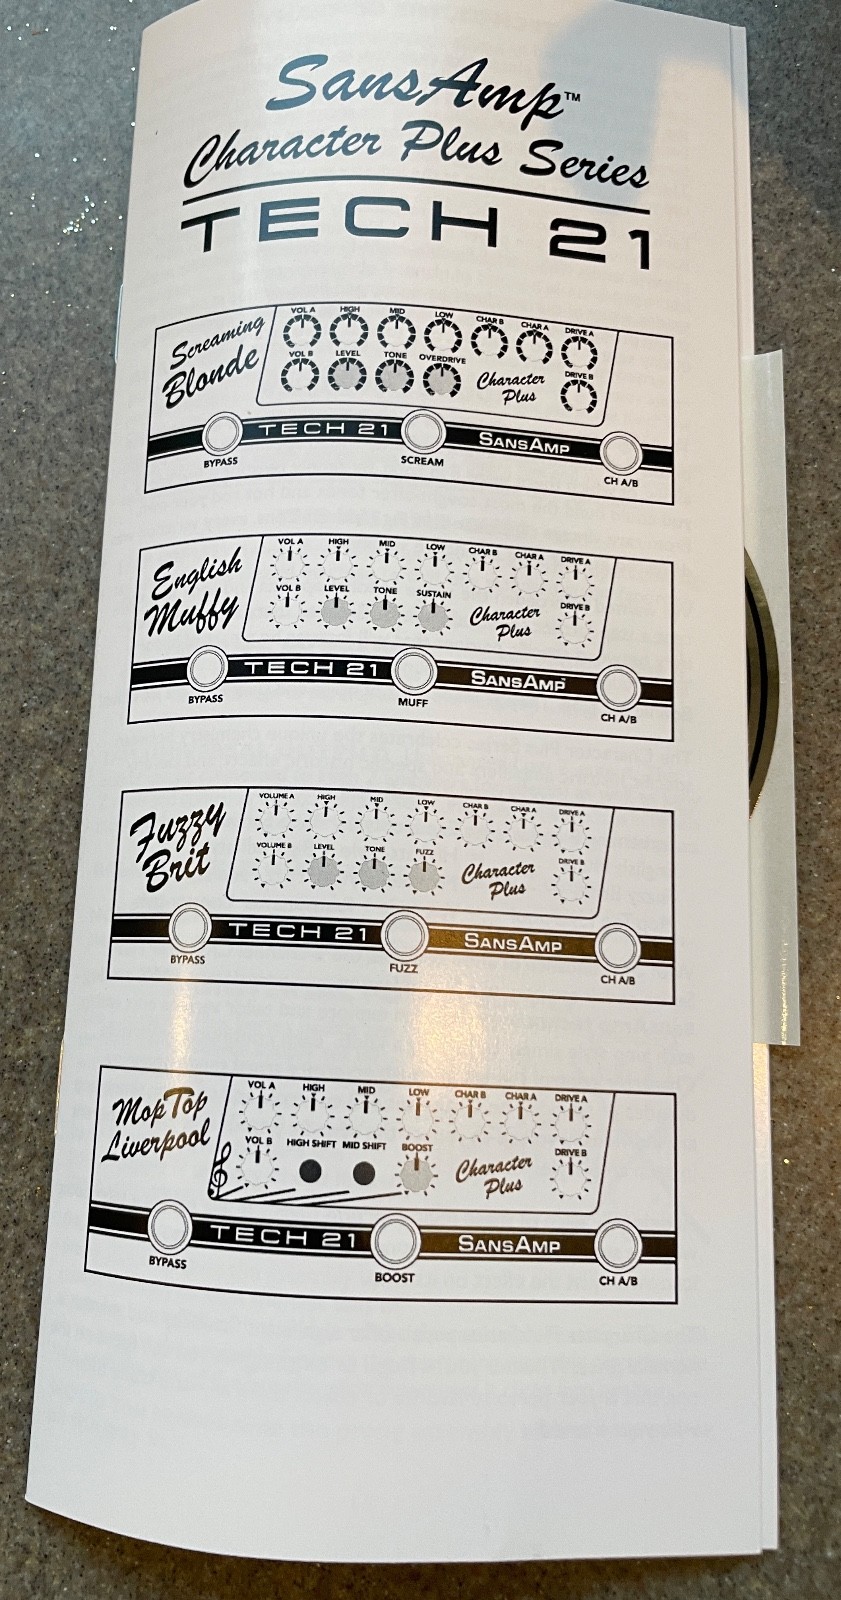 SansAmp™
Character Plus Series
TECH 21
Screaming
Blonde
VOL A HIGH MID LOW CHAR B CHAR A DRIVE A
VOL B LEVEL TONE OVERDRIVE DRIVE B
Character
Plus
TECH 21 SANSAMP
BYPASS SCREAM CH A/B
English
Muffy
VOL A HIGH MID LOW CHAR B CHAR A DRIVE A
VOL B LEVEL TONE SUSTAIN DRIVE B
Character
Plus
TECH 21 SANSAMP
BYPASS MUFF CH A/B
Fuzzy
Brit
VOLUME A HIGH MID LOW CHAR B CHAR A DRIVE A
VOLUME B LEVEL TONE FUZZ DRIVE B
Character
Plus
TECH 21 SANSAMP
BYPASS FUZZ CH A/B
MopTop
Liverpool
VOL A HIGH MID LOW CHAR B CHAR A DRIVE A
VOL B HIGH SHIFT MID SHIFT BOOST DRIVE B
Character
Plus
TECH 21 SANSAMP
BYPASS BOOST CH A/B